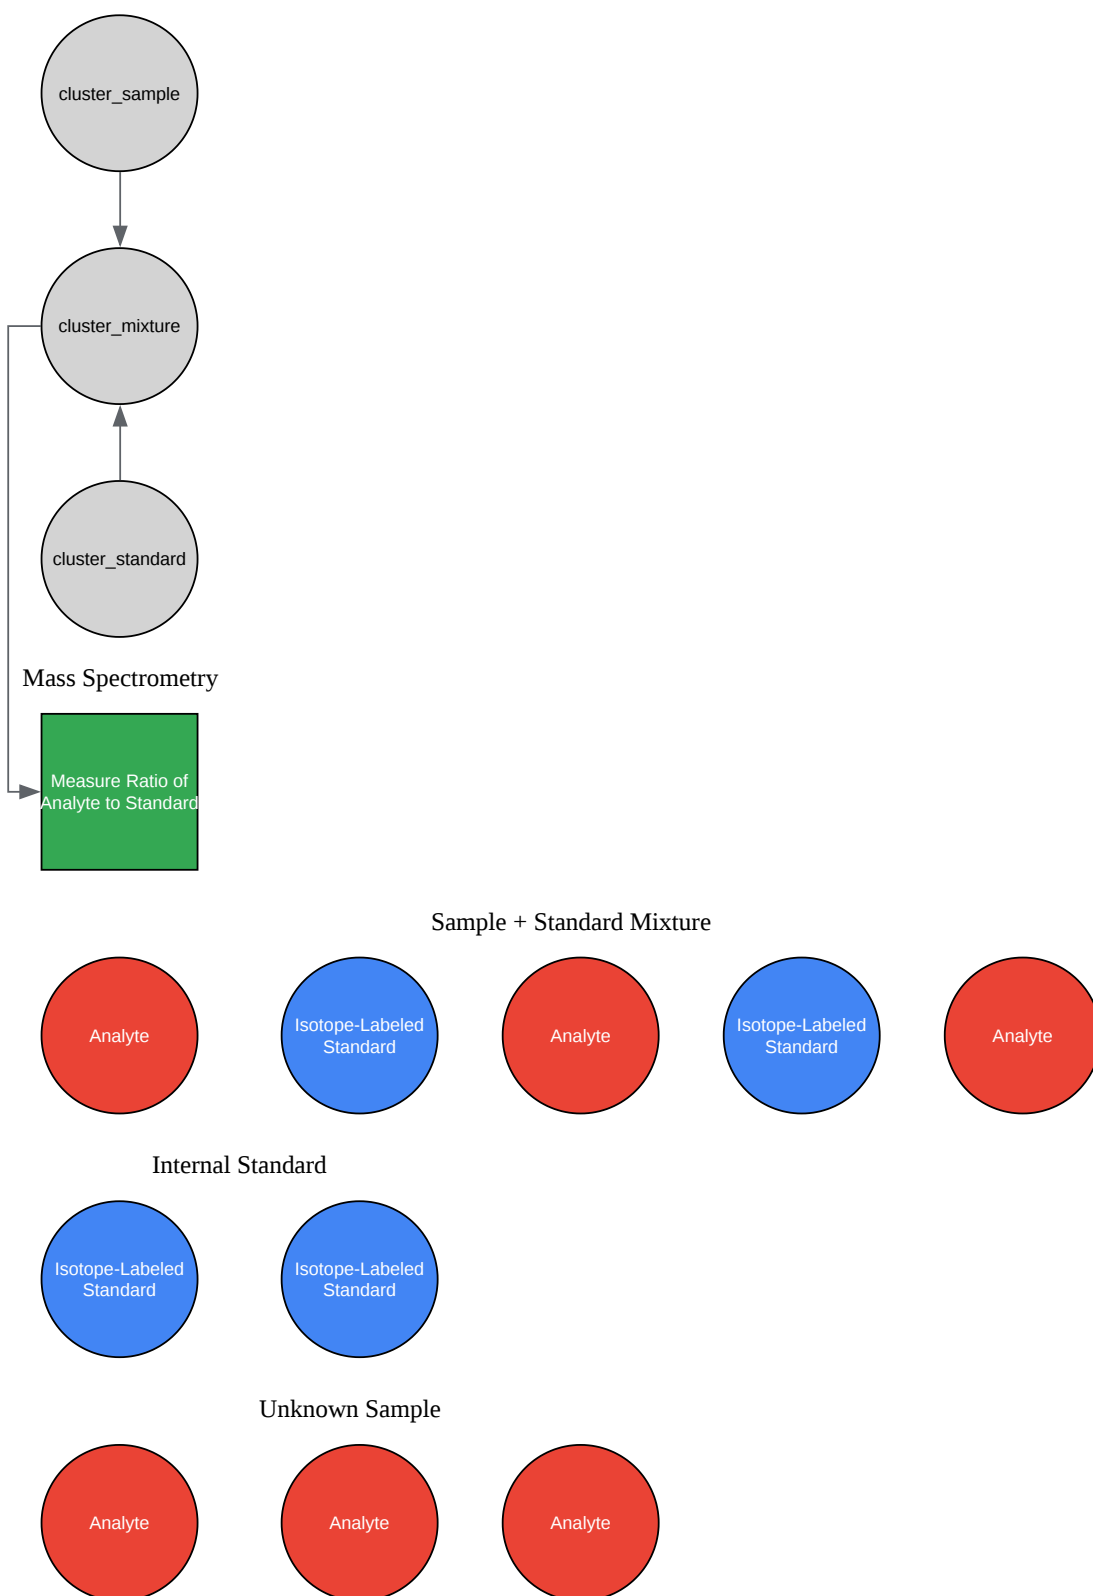 cluster_sample
cluster_mixture
cluster_standard
Mass Spectrometry
Measure Ratio of
Analyte to Standard
Sample + Standard Mixture
Analyte
Isotope-Labeled
Standard
Analyte
Isotope-Labeled
Standard
Analyte
Internal Standard
Isotope-Labeled
Standard
Isotope-Labeled
Standard
Unknown Sample
Analyte
Analyte
Analyte